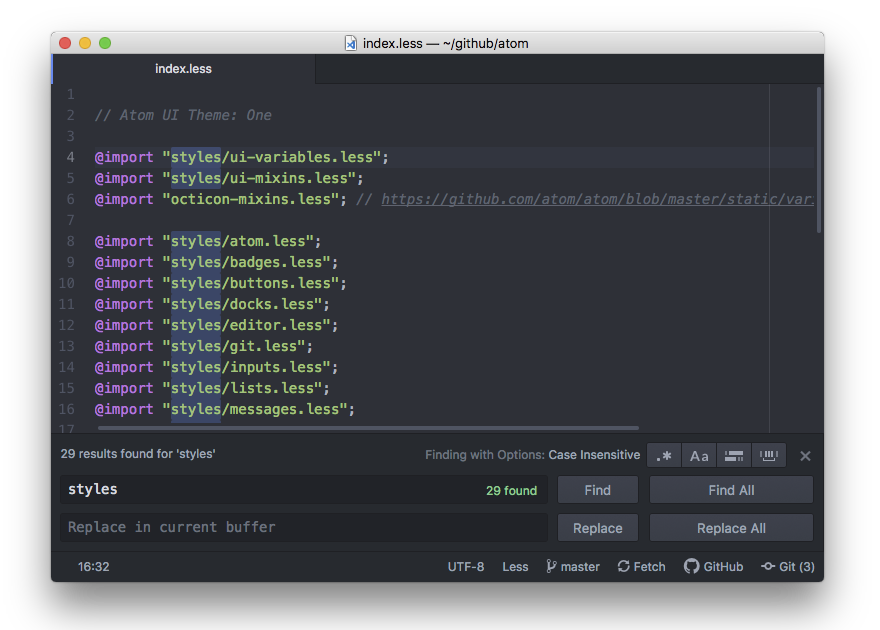 index.less — ~/github/atom
index.less
1
2 // Atom UI Theme: One
3
4 @import "styles/ui-variables.less";
5 @import "styles/ui-mixins.less";
6 @import "octicon-mixins.less"; // https://github.com/atom/atom/blob/master/static/var
7
8 @import "styles/atom.less";
9 @import "styles/badges.less";
10 @import "styles/buttons.less";
11 @import "styles/docks.less";
12 @import "styles/editor.less";
13 @import "styles/git.less";
14 @import "styles/inputs.less";
15 @import "styles/lists.less";
16 @import "styles/messages.less";
17
29 results found for 'styles' Finding with Options: Case Insensitive .* Aa
styles 29 found Find Find All
Replace in current buffer Replace Replace All
16:32 UTF-8 Less master Fetch GitHub Git (3)